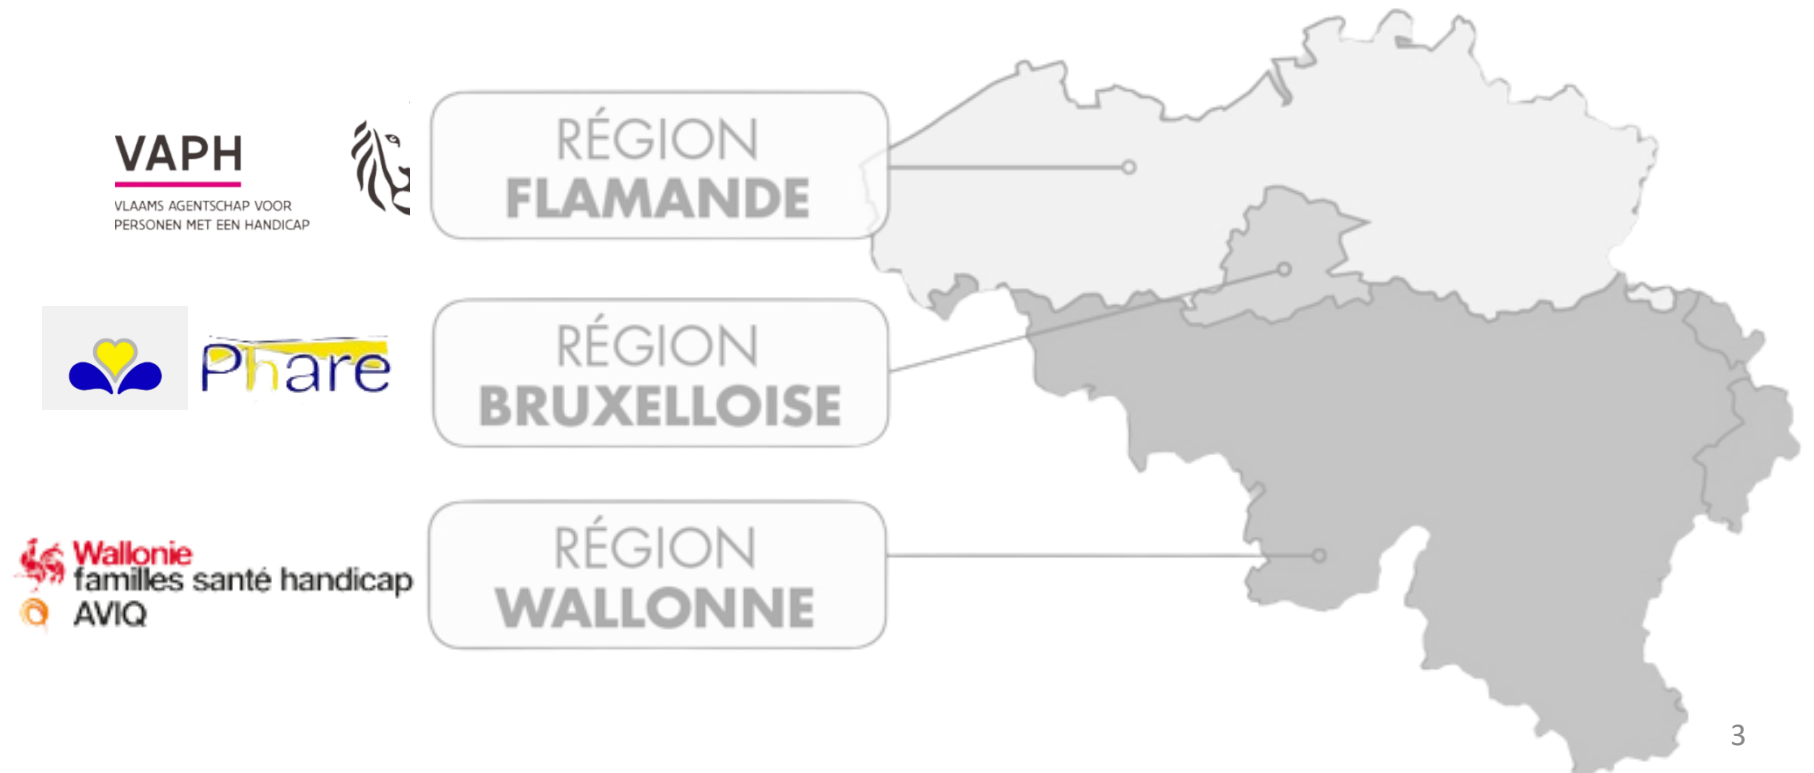 VAPH
VLAAMS AGENTSCHAP VOOR
PERSONEN MET EEN HANDICAP
RÉGION
FLAMANDE
Phare
RÉGION
BRUXELLOISE
Wallonie
familles santé handicap
AVIQ
RÉGION
WALLONNE
3